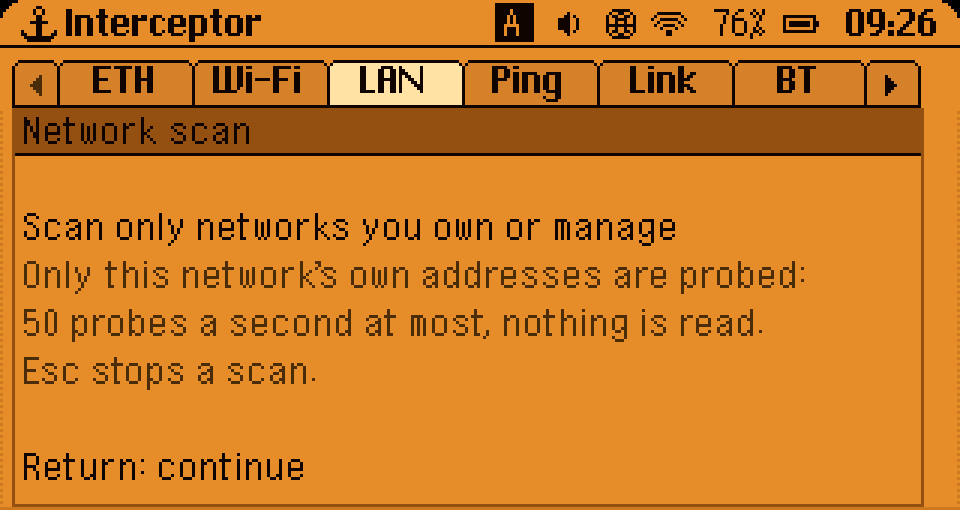 Interceptor A 76% 09:26
ETH Wi-Fi LAN Ping Link BT
Network scan
Scan only networks you own or manage
Only this network's own addresses are probed:
50 probes a second at most, nothing is read.
Esc stops a scan.
Return: continue